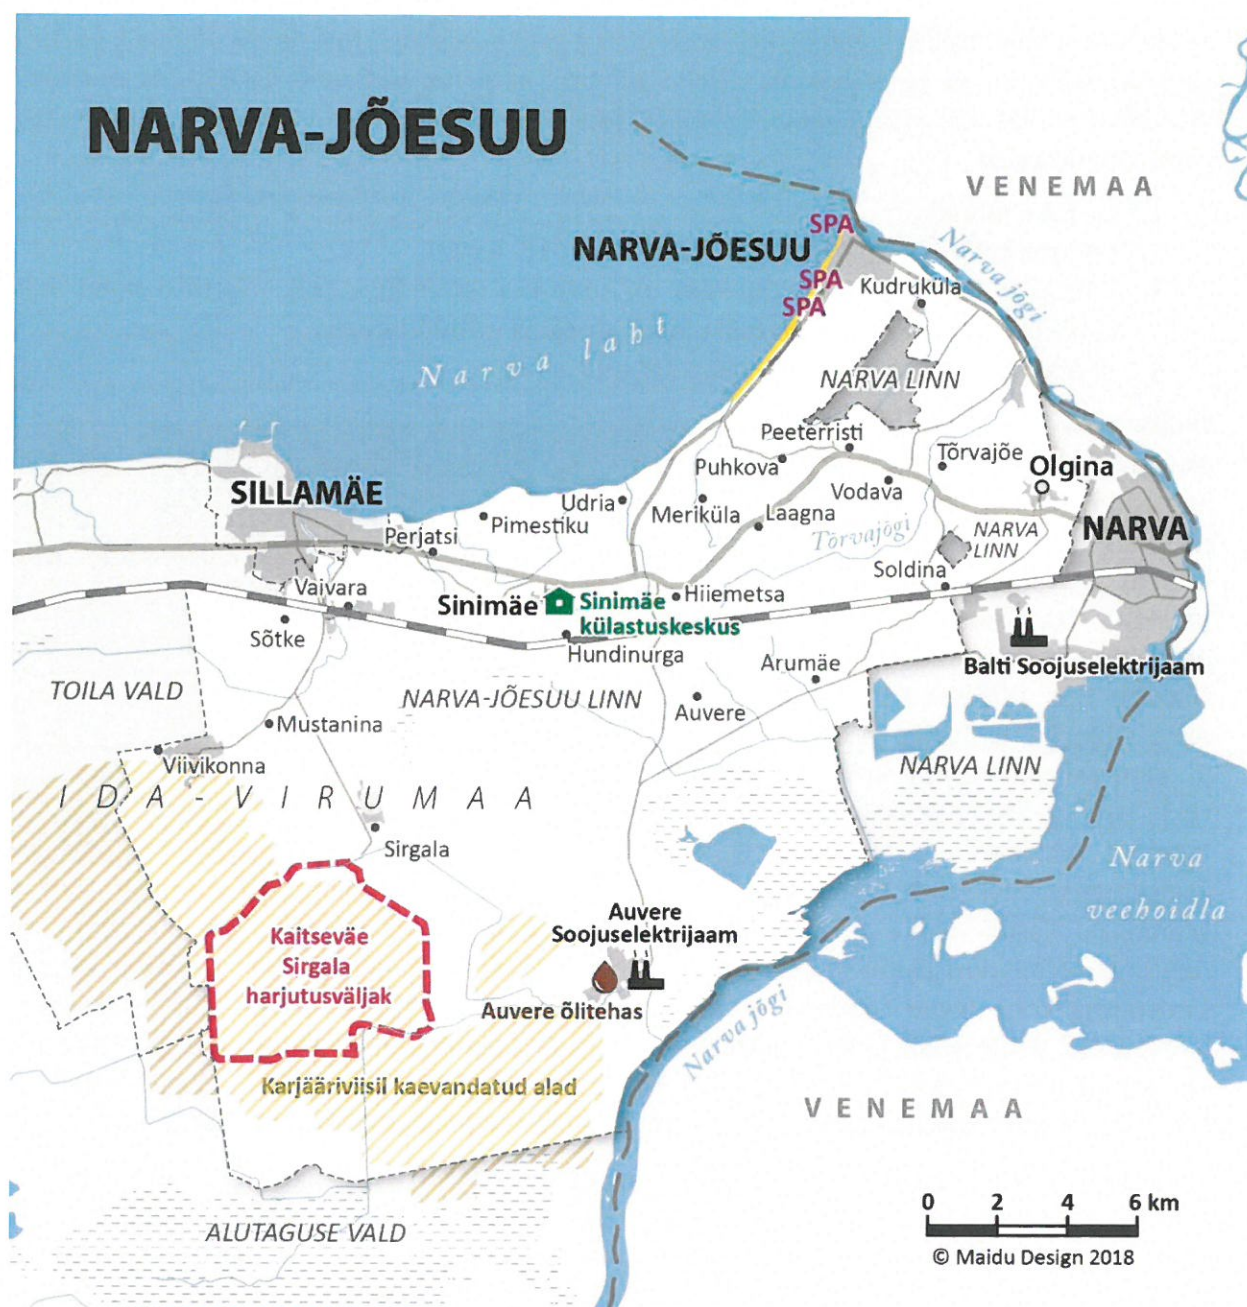 NARVA-JÕESUU
VENEMAA
SPA
NARVA-JÕESUU
Narva jõgi
SPA
Kudruküla
SPA
Narva laht
NARVA LINN
Peeterristi
Puhkova
Tõrvajõe
Olgina
SILLAMÄE
Udria
Meriküla
Vodava
Pimestiku
Laagna
Perjatsi
Tõrvajõgi
NARVA
LINN
NARVA
Soldina
Vaivara
Hiiemetsa
Sinimäe
Sinimäe
külastuskeskus
Sõtke
Hundinurga
Arumäe
Balti Soojuselektrijaam
TOILA VALD
NARVA-JÕESUU LINN
Auvere
Mustanina
Viivikonna
NARVA LINN
IDA-VIRUMAA
Sirgala
Narva
veehoidla
Auvere
Soojuselektrijaam
Kaitseväe
Sirgala
harjutusväljak
Auvere õlitehas
Narva jõgi
Karjääriviisil kaevandatud alad
VENEMAA
0 2 4 6 km
ALUTAGUSE VALD
© Maidu Design 2018